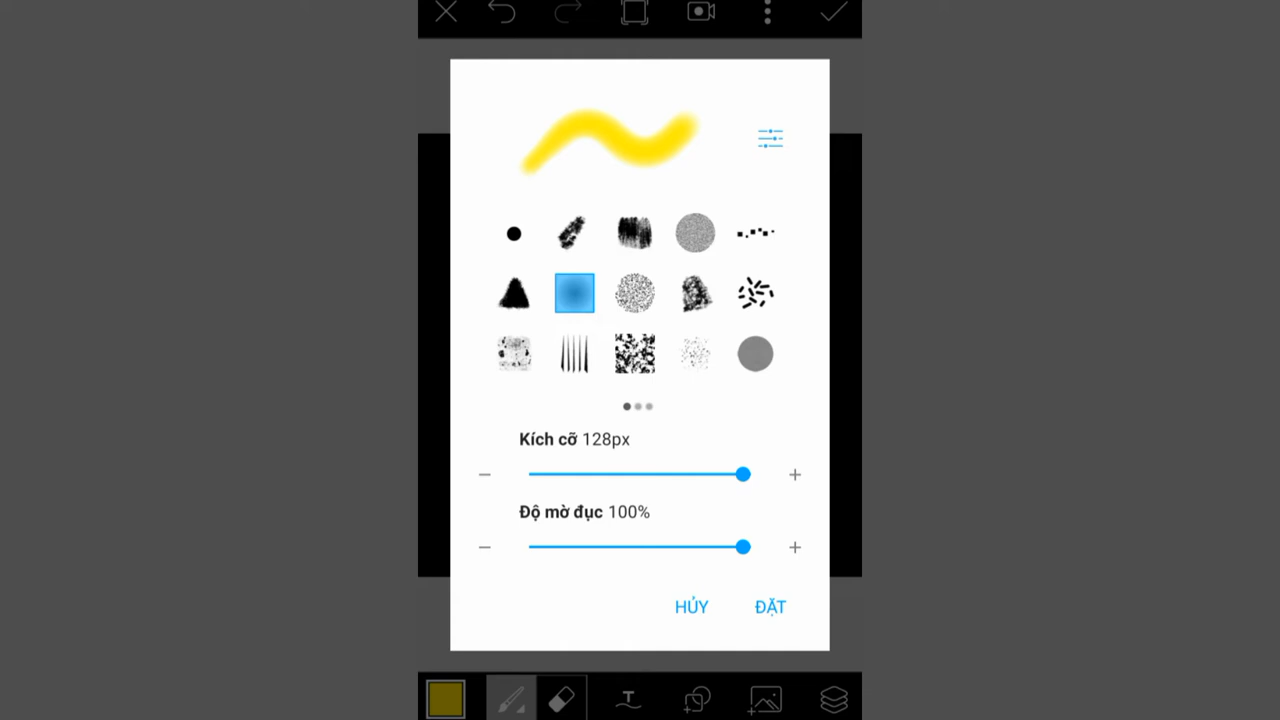 Kích cỡ 128px
Độ mờ đục 100%
HỦY ĐẶT
T